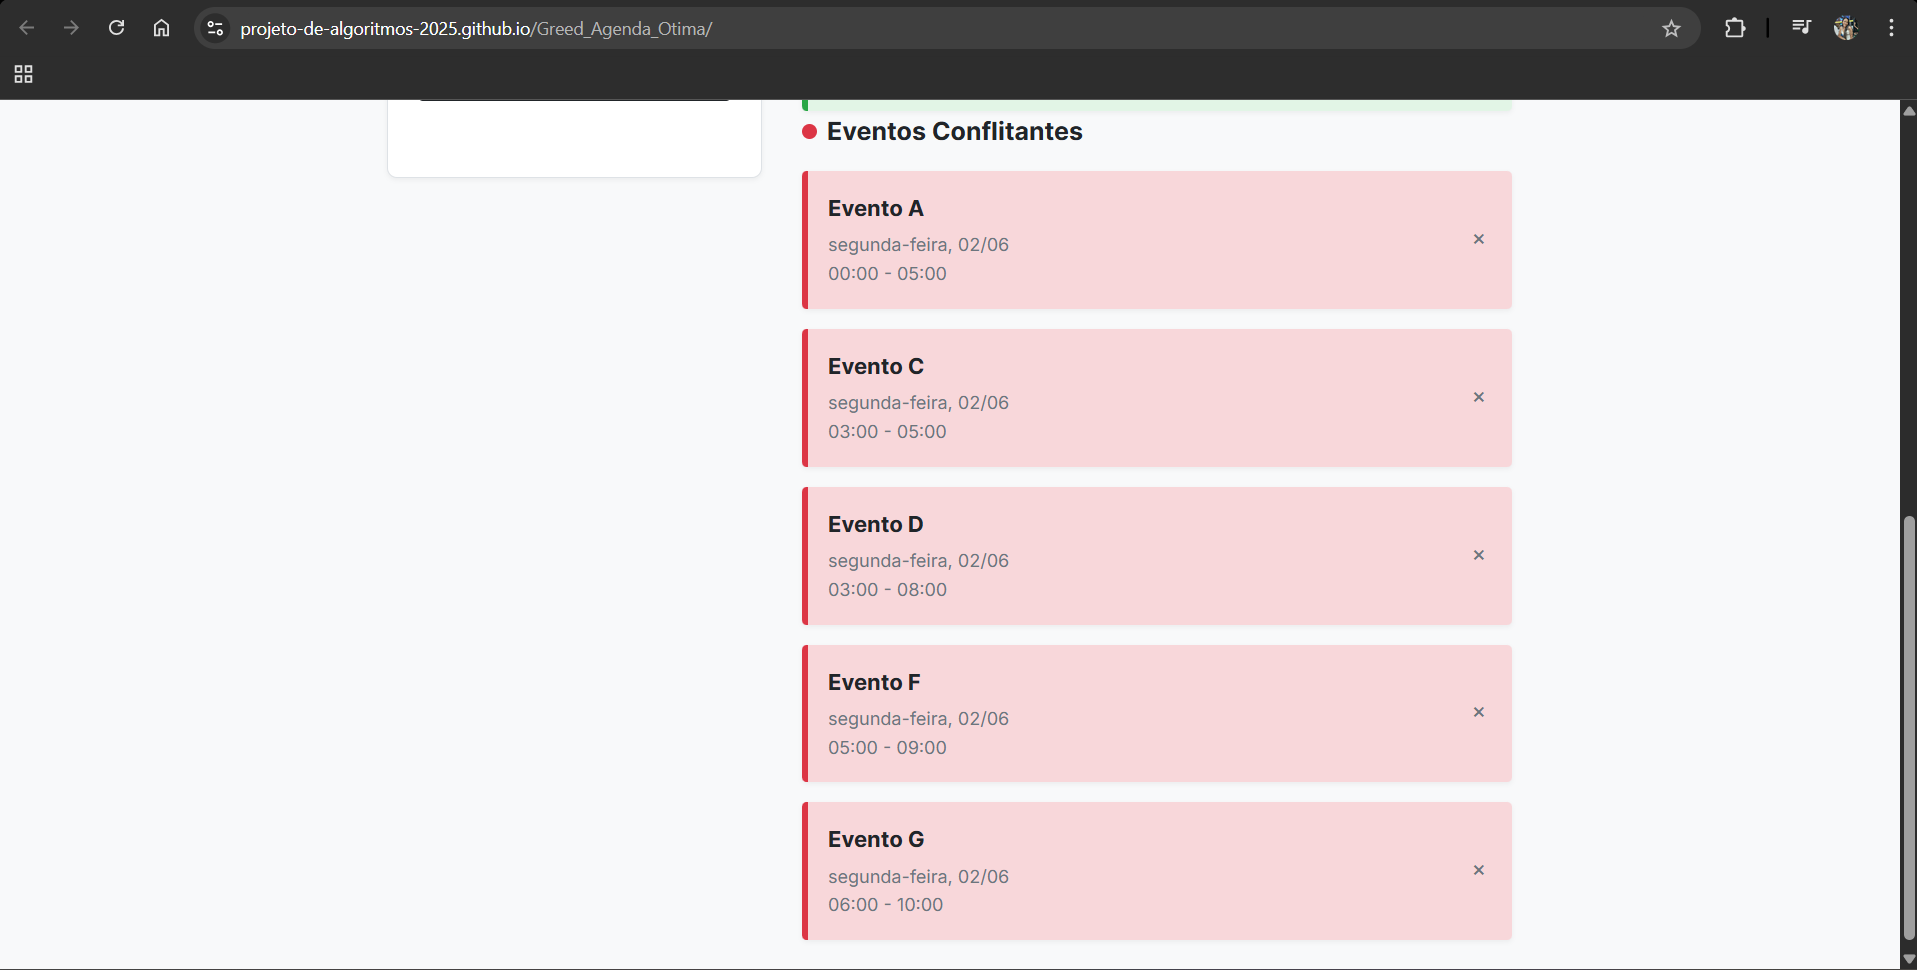 projeto-de-algoritmos-2025.github.io/Greed_Agenda_Otima/
Eventos Conflitantes
Evento A
segunda-feira, 02/06
00:00 - 05:00
Evento C
segunda-feira, 02/06
03:00 - 05:00
Evento D
segunda-feira, 02/06
03:00 - 08:00
Evento F
segunda-feira, 02/06
05:00 - 09:00
Evento G
segunda-feira, 02/06
06:00 - 10:00